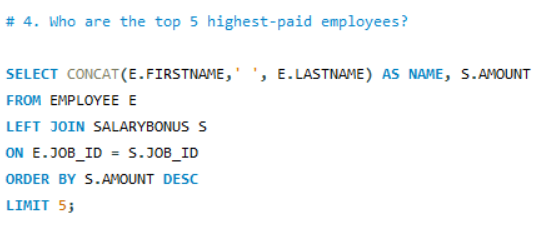 # 4. Who are the top 5 highest-paid employees?
SELECT CONCAT(E.FIRSTNAME,' ', E.LASTNAME) AS NAME, S.AMOUNT
FROM EMPLOYEE E
LEFT JOIN SALARYBONUS S
ON E.JOB_ID = S.JOB_ID
ORDER BY S.AMOUNT DESC
LIMIT 5;